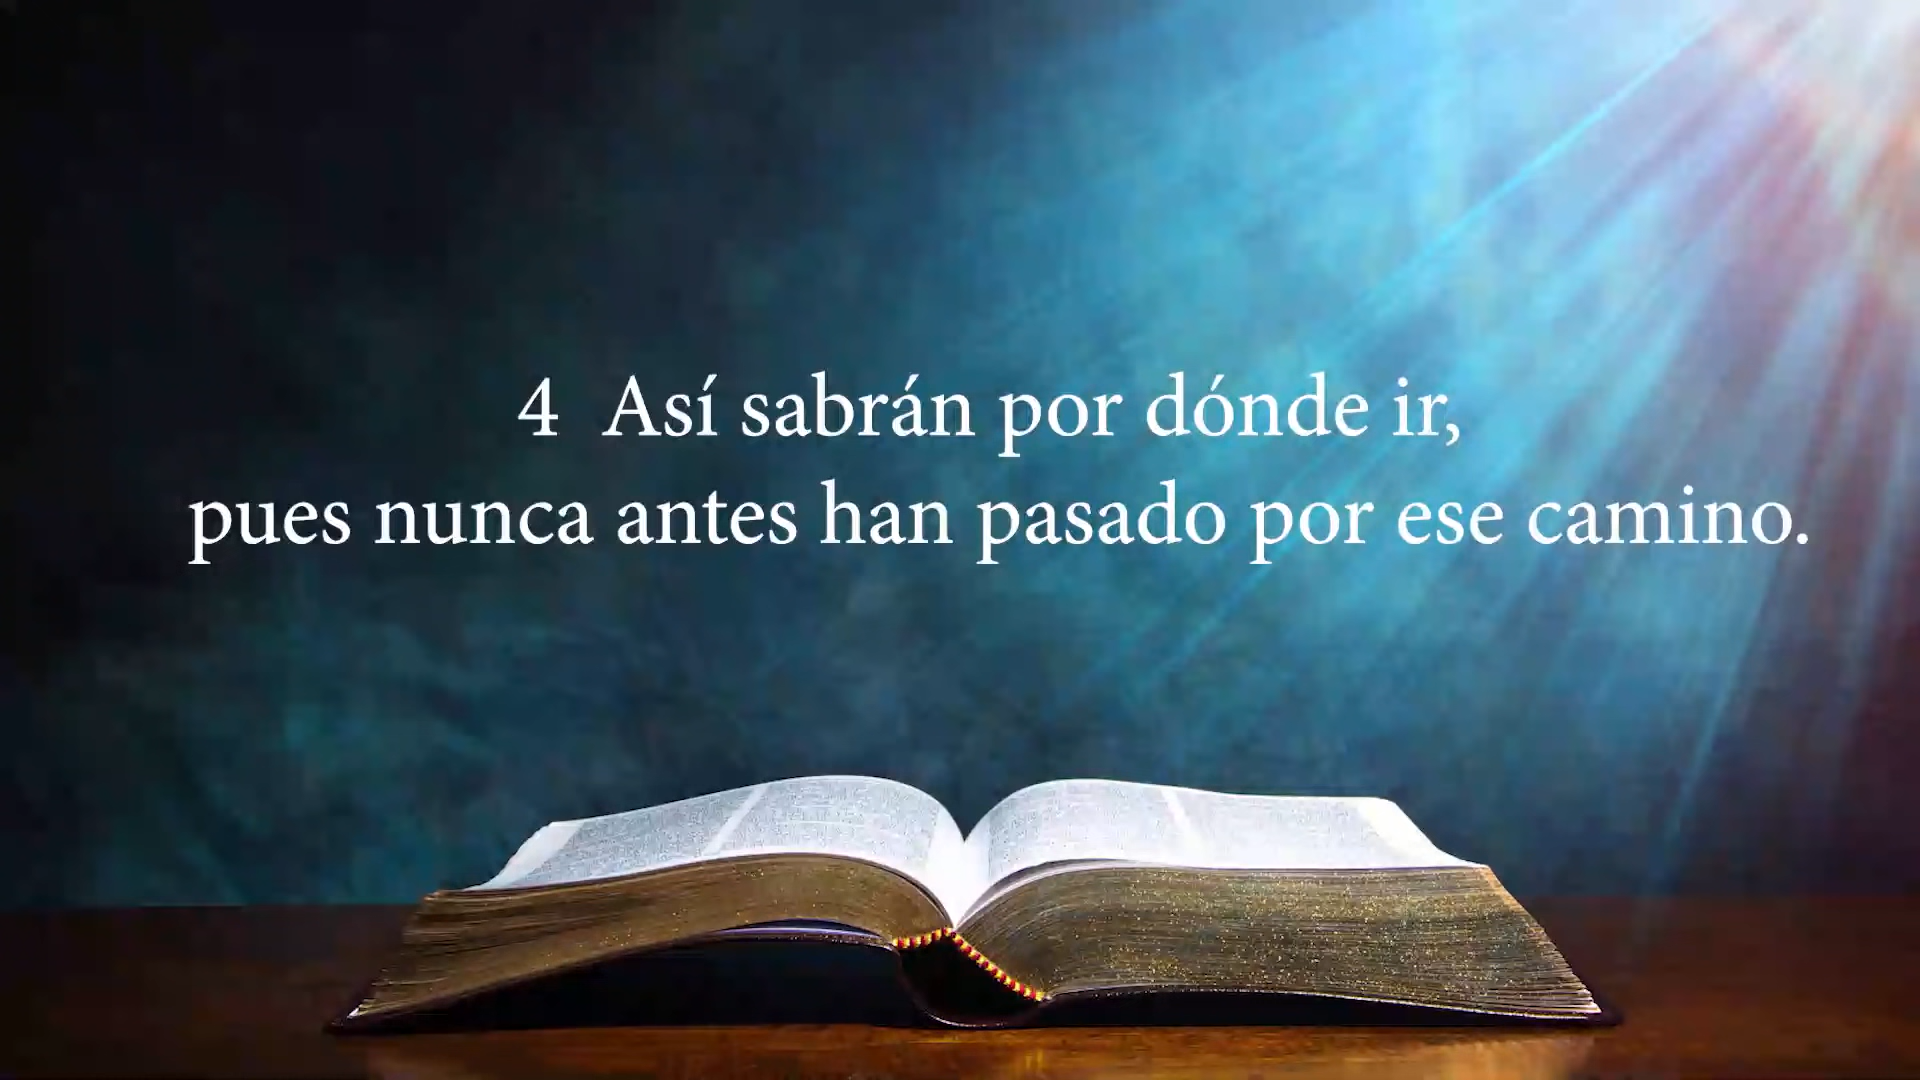 4 Así sabrán por dónde ir,
pues nunca antes han pasado por ese camino.